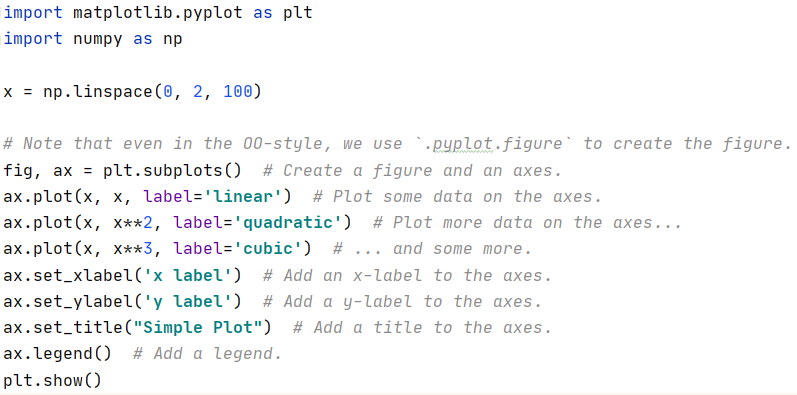 import matplotlib.pyplot as plt
import numpy as np
x = np.linspace(0, 2, 100)
# Note that even in the OO-style, we use `.pyplot.figure` to create the figure.
fig, ax = plt.subplots()  # Create a figure and an axes.
ax.plot(x, x, label='linear')  # Plot some data on the axes.
ax.plot(x, x**2, label='quadratic')  # Plot more data on the axes...
ax.plot(x, x**3, label='cubic')  # ... and some more.
ax.set_xlabel('x label')  # Add an x-label to the axes.
ax.set_ylabel('y label')  # Add a y-label to the axes.
ax.set_title("Simple Plot")  # Add a title to the axes.
ax.legend()  # Add a legend.
plt.show()